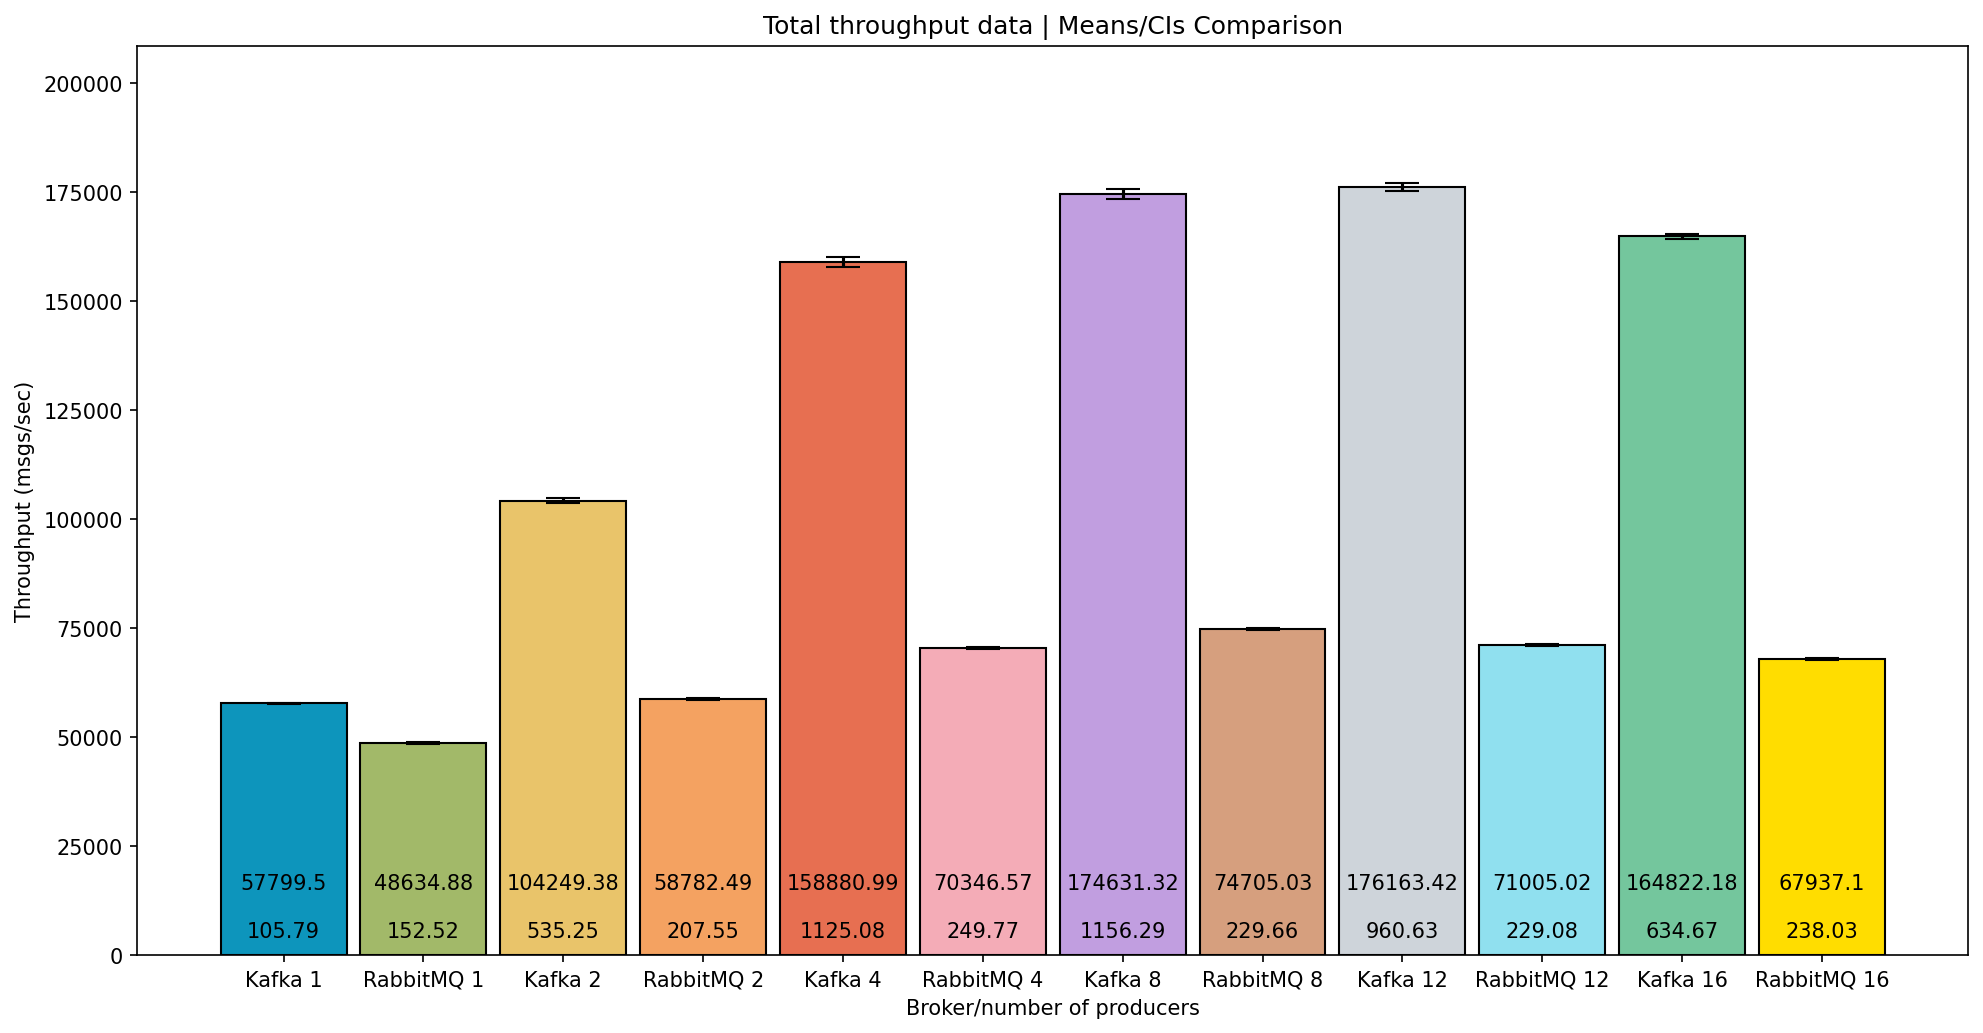 Total throughput data | Means/CIs Comparison
Throughput (msgs/sec)
200000
175000
150000
125000
100000
75000
50000
25000
0
57799.5 48634.88 104249.38 58782.49 158880.99 70346.57 174631.32 74705.03 176163.42 71005.02 164822.18 67937.1
105.79 152.52 535.25 207.55 1125.08 249.77 1156.29 229.66 960.63 229.08 634.67 238.03
Kafka 1 RabbitMQ 1 Kafka 2 RabbitMQ 2 Kafka 4 RabbitMQ 4 Kafka 8 RabbitMQ 8 Kafka 12 RabbitMQ 12 Kafka 16 RabbitMQ 16
Broker/number of producers